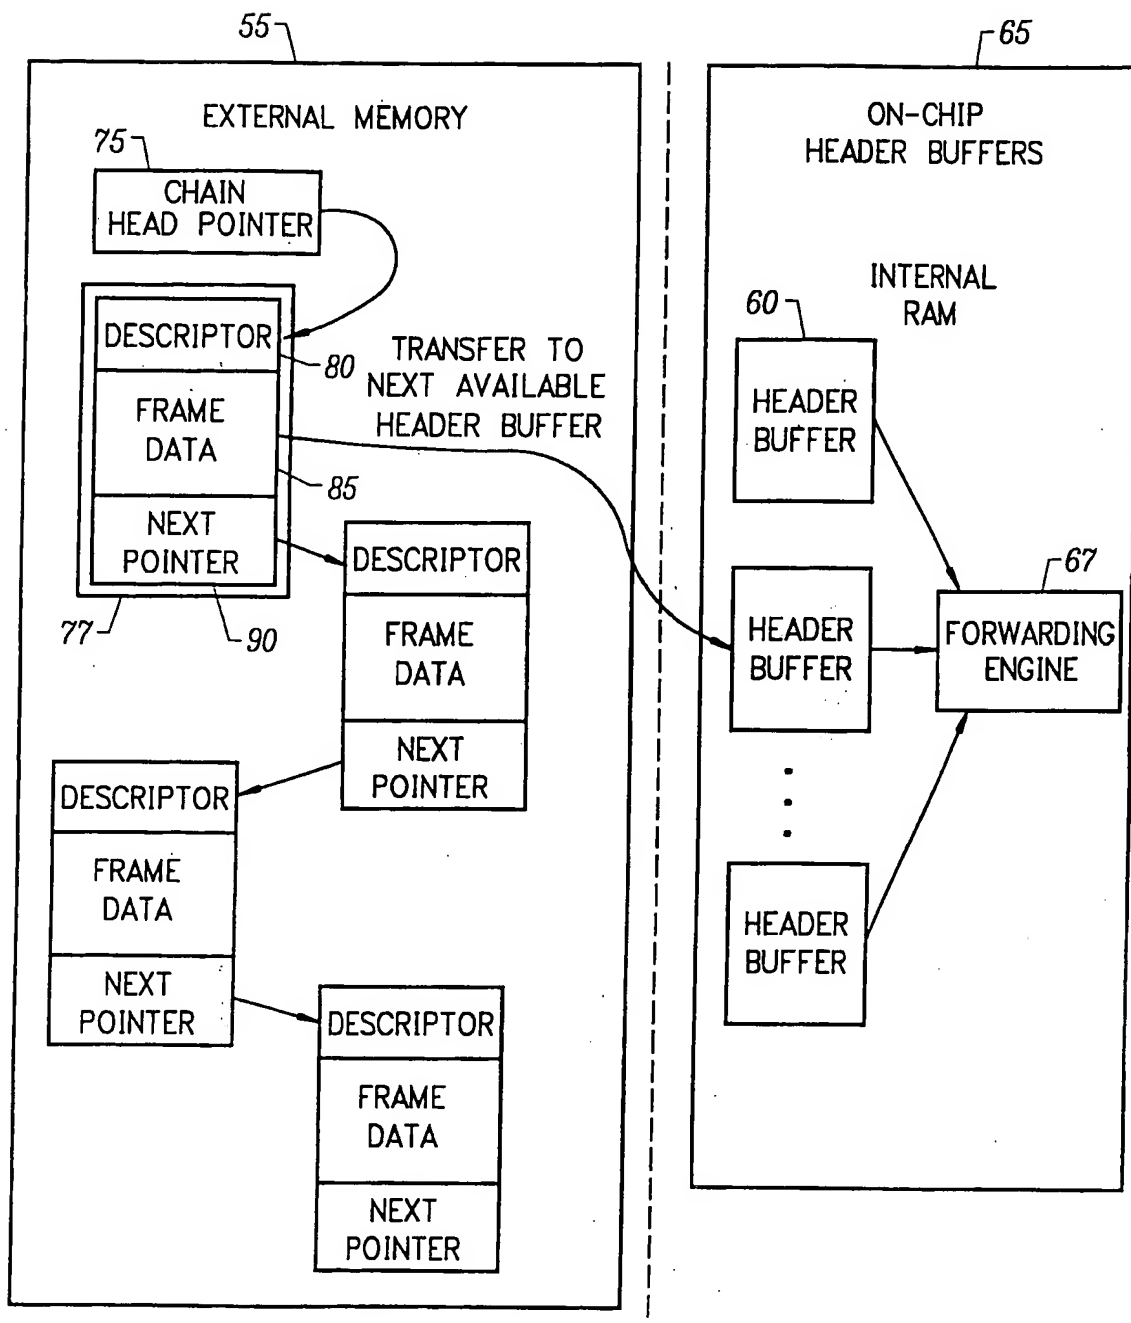 55
EXTERNAL MEMORY
75
CHAIN
HEAD POINTER
DESCRIPTOR
80
FRAME
DATA
85
NEXT
POINTER
77
90
TRANSFER TO
NEXT AVAILABLE
HEADER BUFFER
DESCRIPTOR
FRAME
DATA
NEXT
POINTER
DESCRIPTOR
FRAME
DATA
NEXT
POINTER
DESCRIPTOR
FRAME
DATA
NEXT
POINTER
65
ON-CHIP
HEADER BUFFERS
INTERNAL
RAM
60
HEADER
BUFFER
HEADER
BUFFER
67
FORWARDING
ENGINE
HEADER
BUFFER